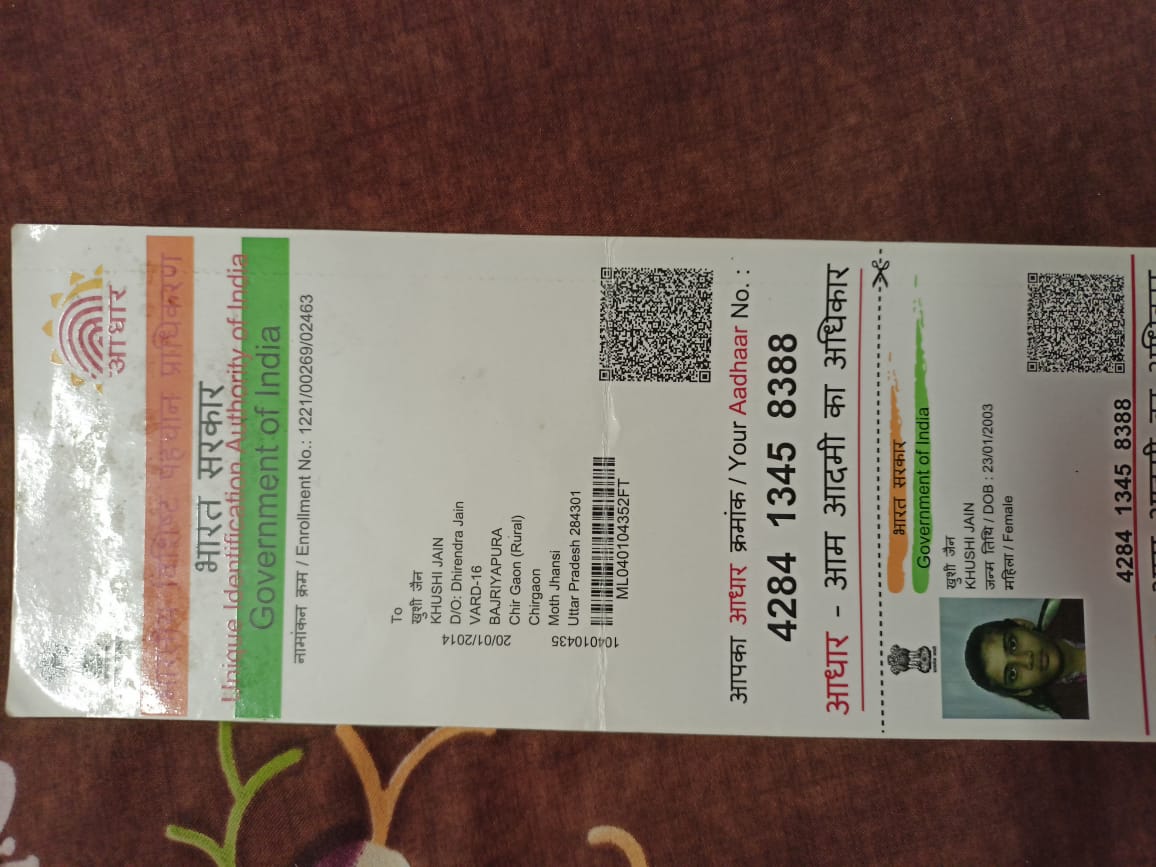 आधार
भारतीय विशिष्ट पहचान प्राधिकरण
भारत सरकार
Unique Identification Authority of India
Government of India
नामांकन क्रम / Enrollment No.: 1221/00269/02463
To
खुशी जैन
KHUSHI JAIN
D/O: Dhirendra Jain
VARD-16
BAJRIYAPURA
Chir Gaon (Rural)
Chirgaon
Moth Jhansi
Uttar Pradesh 284301
20/01/2014
104010435
ML040104352FT
आपका आधार क्रमांक / Your Aadhaar No. :
4284 1345 8388
आधार - आम आदमी का अधिकार
भारत सरकार
Government of India
खुशी जैन
KHUSHI JAIN
जन्म तिथि / DOB : 23/01/2003
महिला / Female
4284 1345 8388